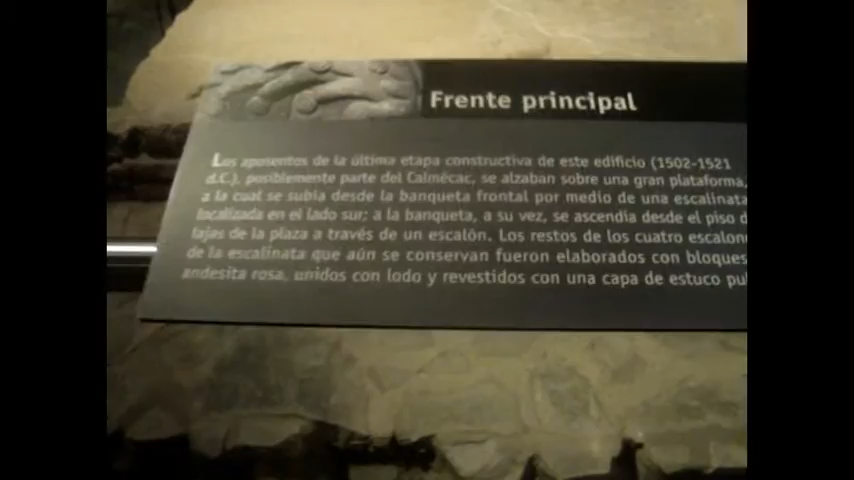 Frente principal
Los aposentos de la última etapa constructiva de este edificio (1502-1521
d.C.), posiblemente parte del Calmécac, se alzaban sobre una gran plataforma,
a la cual se subía desde la banqueta frontal por medio de una escalinata
localizada en el lado sur; a la banqueta, a su vez, se ascendía desde el piso d
lajas de la plaza a través de un escalón. Los restos de los cuatro escalon
de la escalinata que aún se conservan fueron elaborados con bloques
andesita rosa, unidos con lodo y revestidos con una capa de estuco pu